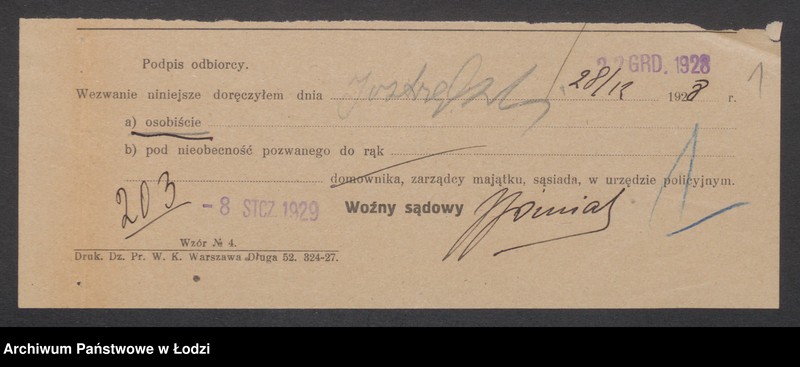 22 GRD. 1928
Podpis odbiorcy.
Wezwanie niniejsze doręczyłem dnia 28/12 1928 r.
1
a) osobiście
b) pod nieobecność pozwanego do rąk
domownika, zarządcy majątku, sąsiada, w urzędzie policyjnym.
203
- 8 STCZ. 1929
Woźny sądowy
1
Wzór № 4.
Druk. Dz. Pr. W. K. Warszawa Długa 52. 324-27.
Archiwum Państwowe w Łodzi